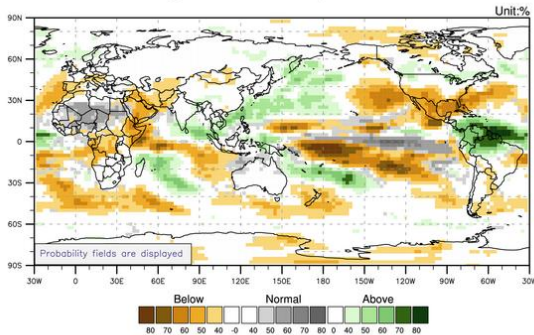 Unit:%
90N
60N
30N
0
30S
60S
90S
30W 0 30E 60E 90E 120E 150E 180 150W 120W 90W 60W 30W
Probability fields are displayed
Below Normal Above
80 70 60 50 40 -0 40 50 60 70 80 0 40 50 60 70 80